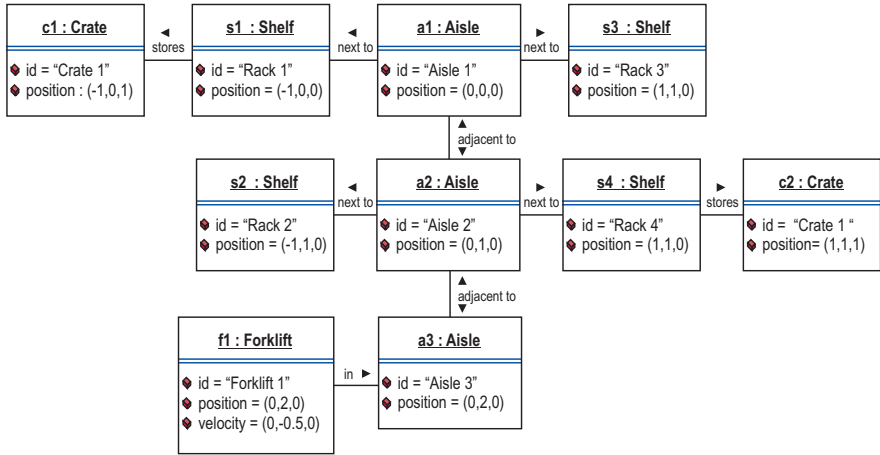 c1 : Crate
id = “Crate 1”
position : (-1,0,1)
◄
stores
s1 : Shelf
id = “Rack 1”
position = (-1,0,0)
◄
next to
a1 : Aisle
id = “Aisle 1”
position = (0,0,0)
►
next to
s3 : Shelf
id = “Rack 3”
position = (1,1,0)
▲
adjacent to
▼
s2 : Shelf
id = “Rack 2”
position = (-1,1,0)
◄
next to
a2 : Aisle
id = “Aisle 2”
position = (0,1,0)
►
next to
s4 : Shelf
id = “Rack 4”
position = (1,1,0)
►
stores
c2 : Crate
id = “Crate 1 “
position= (1,1,1)
▲
adjacent to
▼
f1 : Forklift
id = “Forklift 1”
position = (0,2,0)
velocity = (0,-0.5,0)
in ►
a3 : Aisle
id = “Aisle 3”
position = (0,2,0)